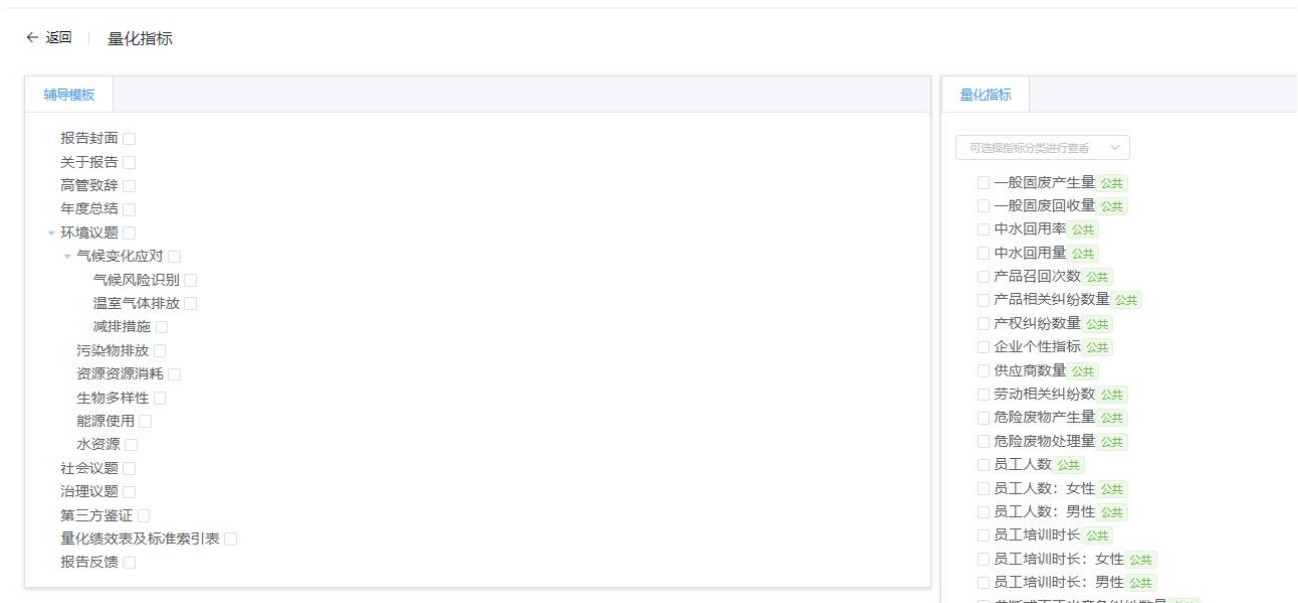 返回
量化指标
辅导模板
报告封面
关于报告
高管致辞
年度总结
环境议题
气候变化应对
气候风险识别
温室气体排放
减排措施
污染物排放
资源资源消耗
生物多样性
能源使用
水资源
社会议题
治理议题
第三方鉴证
量化绩效表及标准索引表
报告反馈
量化指标
可选择指标分类进行查看
一般固废产生量 公共
一般固废回收量 公共
中水回用率 公共
中水回用量 公共
产品召回次数 公共
产品相关纠纷数量 公共
产权纠纷数量 公共
企业个性指标 公共
供应商数量 公共
劳动相关纠纷数 公共
危险废物产生量 公共
危险废物处理量 公共
员工人数 公共
员工人数：女性 公共
员工人数：男性 公共
员工培训时长 公共
员工培训时长：女性 公共
员工培训时长：男性 公共